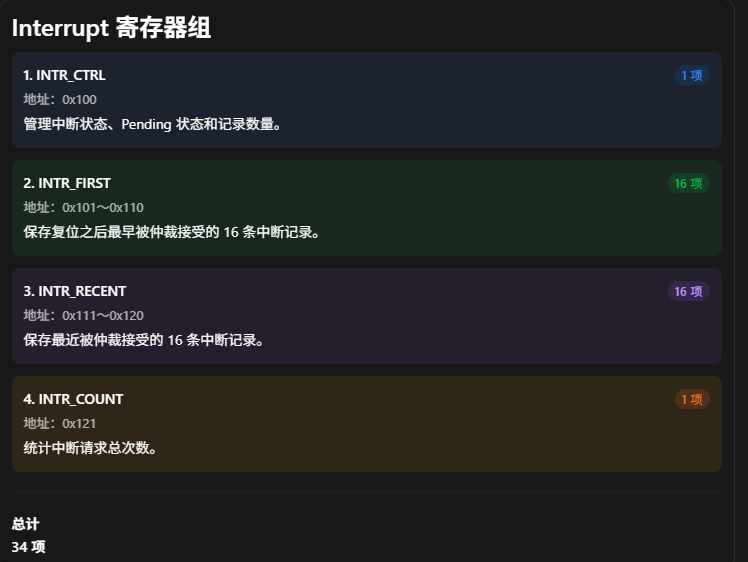 Interrupt 寄存器组
1. INTR_CTRL
1 项
地址：0x100
管理中断状态、Pending 状态和记录数量。
2. INTR_FIRST
16 项
地址：0x101～0x110
保存复位之后最早被仲裁接受的 16 条中断记录。
3. INTR_RECENT
16 项
地址：0x111～0x120
保存最近被仲裁接受的 16 条中断记录。
4. INTR_COUNT
1 项
地址：0x121
统计中断请求总次数。
总计
34 项